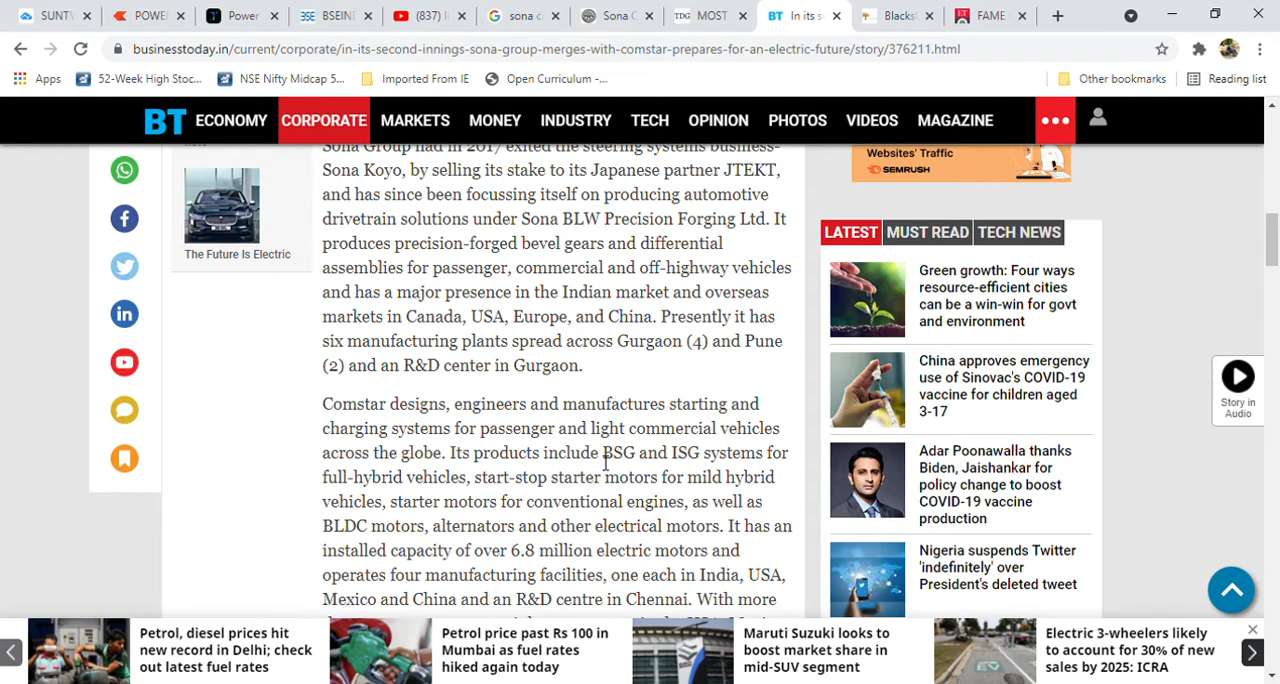 SUNTV
POWER
Power
BSEIND
(837) I
sona c
Sona C
MOST
In its s
Blacks
FAME
businesstoday.in/current/corporate/in-its-second-innings-sona-group-merges-with-comstar-prepares-for-an-electric-future/story/376211.html
Apps
52-Week High Stoc...
NSE Nifty Midcap 5...
Imported From IE
Open Curriculum -...
Other bookmarks
Reading list
BT
ECONOMY
CORPORATE
MARKETS
MONEY
INDUSTRY
TECH
OPINION
PHOTOS
VIDEOS
MAGAZINE
The Future Is Electric
Sona Group had in 2017 exited the steering systems business-
Sona Koyo, by selling its stake to its Japanese partner JTEKT,
and has since been focussing itself on producing automotive
drivetrain solutions under Sona BLW Precision Forging Ltd. It
produces precision-forged bevel gears and differential
assemblies for passenger, commercial and off-highway vehicles
and has a major presence in the Indian market and overseas
markets in Canada, USA, Europe, and China. Presently it has
six manufacturing plants spread across Gurgaon (4) and Pune
(2) and an R&D center in Gurgaon.
Comstar designs, engineers and manufactures starting and
charging systems for passenger and light commercial vehicles
across the globe. Its products include BSG and ISG systems for
full-hybrid vehicles, start-stop starter motors for mild hybrid
vehicles, starter motors for conventional engines, as well as
BLDC motors, alternators and other electrical motors. It has an
installed capacity of over 6.8 million electric motors and
operates four manufacturing facilities, one each in India, USA,
Mexico and China and an R&D centre in Chennai. With more
Websites' Traffic
SEMRUSH
LATEST
MUST READ
TECH NEWS
Green growth: Four ways
resource-efficient cities
can be a win-win for govt
and environment
China approves emergency
use of Sinovac's COVID-19
vaccine for children aged
3-17
Adar Poonawalla thanks
Biden, Jaishankar for
policy change to boost
COVID-19 vaccine
production
Nigeria suspends Twitter
'indefinitely' over
President's deleted tweet
Story in
Audio
Petrol, diesel prices hit
new record in Delhi; check
out latest fuel rates
Petrol price past Rs 100 in
Mumbai as fuel rates
hiked again today
Maruti Suzuki looks to
boost market share in
mid-SUV segment
Electric 3-wheelers likely
to account for 30% of new
sales by 2025: ICRA